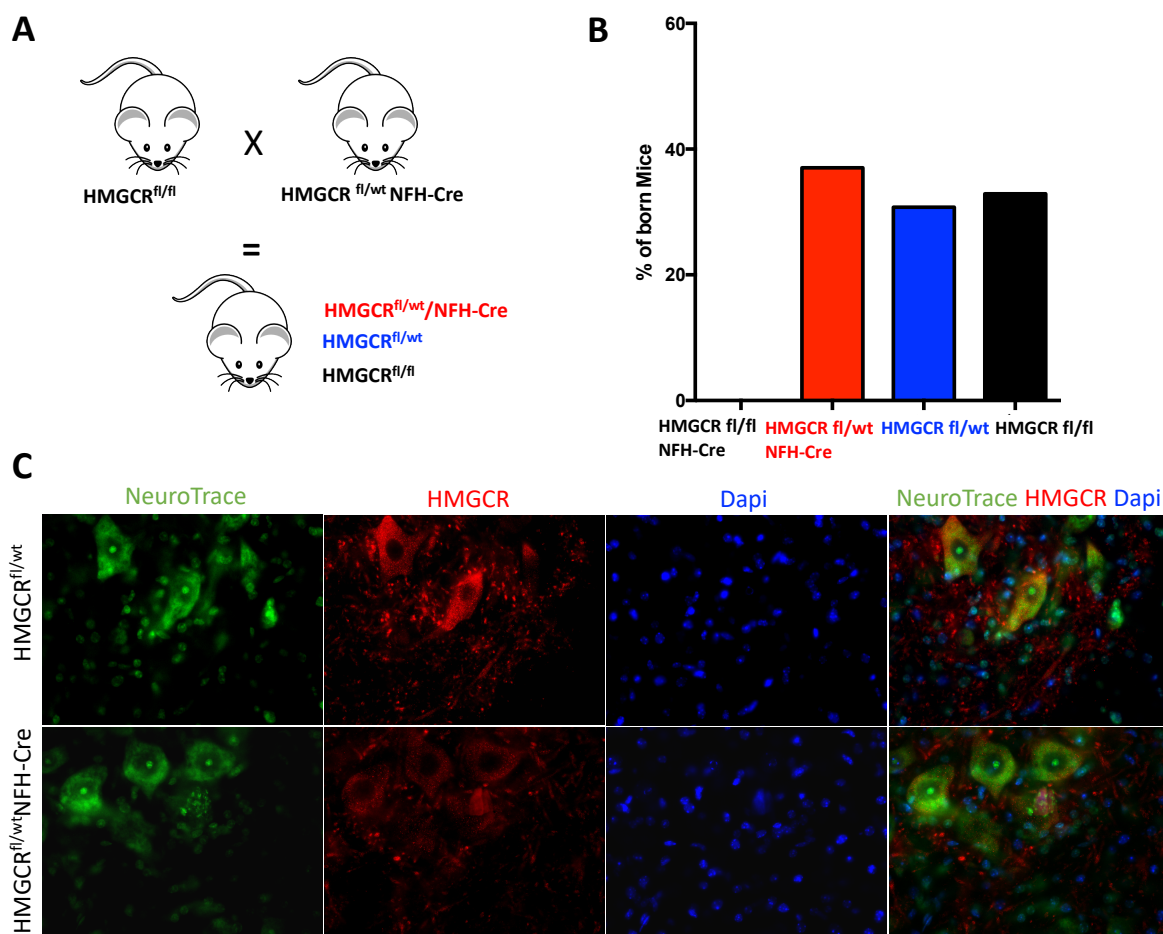 A
X
HMGCR fl/fl
HMGCR fl/wt NFH-Cre
=
HMGCR fl/wt/NFH-Cre
HMGCR fl/wt
HMGCR fl/fl
B
% of born Mice
60
40
20
0
HMGCR fl/fl
NFH-Cre
HMGCR fl/wt
NFH-Cre
HMGCR fl/wt
HMGCR fl/fl
C
NeuroTrace
HMGCR
Dapi
NeuroTrace HMGCR Dapi
HMGCR fl/wt
HMGCR fl/wt NFH-Cre